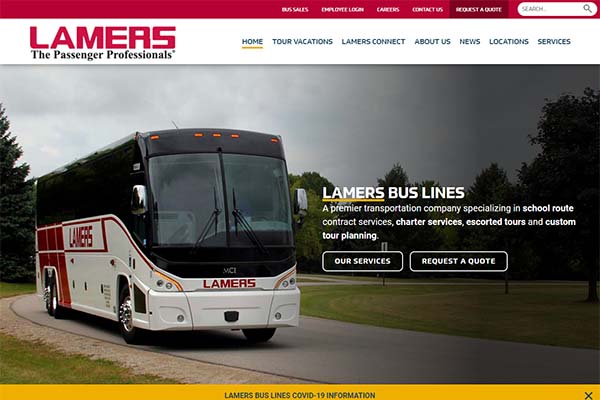 BUS SALES EMPLOYEE LOGIN CAREERS CONTACT US REQUEST A QUOTE SEARCH...
LAMERS
The Passenger Professionals®
HOME TOUR VACATIONS LAMERS CONNECT ABOUT US NEWS LOCATIONS SERVICES
LAMERS
MCI
LAMERS
LAMERS BUS LINES
A premier transportation company specializing in school route
contract services, charter services, escorted tours and custom
tour planning.
OUR SERVICES REQUEST A QUOTE
LAMERS BUS LINES COVID-19 INFORMATION